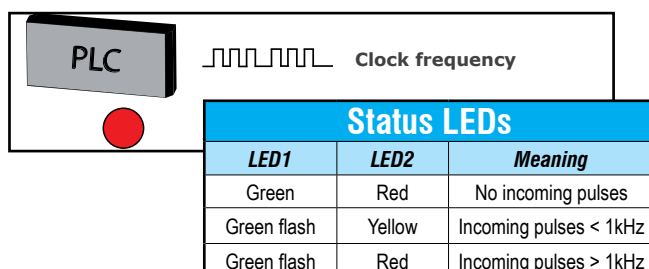 PLC
Clock frequency
Status LEDs
LED1 LED2 Meaning
Green Red No incoming pulses
Green flash Yellow Incoming pulses < 1kHz
Green flash Red Incoming pulses > 1kHz